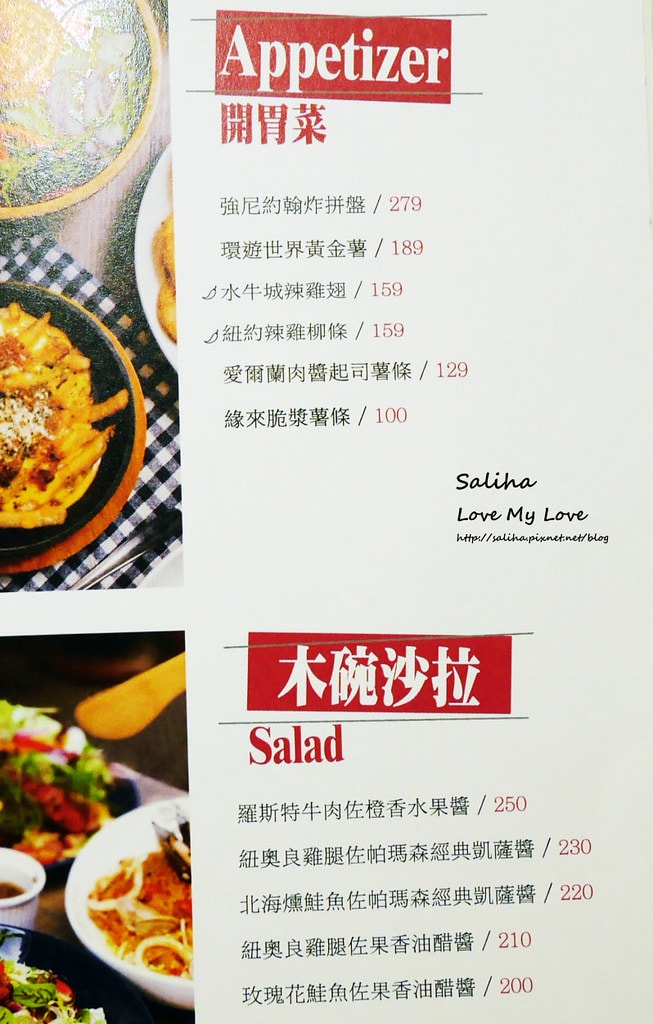 Appetizer
開胃菜
強尼約翰炸拼盤 / 279
環遊世界黃金薯 / 189
水牛城辣雞翅 / 159
紐約辣雞柳條 / 159
愛爾蘭肉醬起司薯條 / 129
緣來脆漿薯條 / 100
Saliha
Love My Love
http://saliha.pixnet.net/blog
木碗沙拉
Salad
羅斯特牛肉佐橙香水果醬 / 250
紐奧良雞腿佐帕瑪森經典凱薩醬 / 230
北海燻鮭魚佐帕瑪森經典凱薩醬 / 220
紐奧良雞腿佐果香油醋醬 / 210
玫瑰花鮭魚佐果香油醋醬 / 200